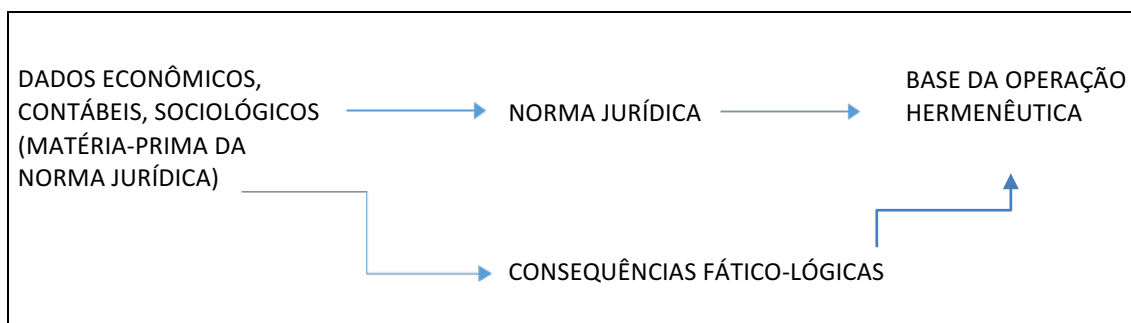 DADOS ECONÔMICOS,
CONTÁBEIS, SOCIOLÓGICOS
(MATÉRIA-PRIMA DA
NORMA JURÍDICA)
NORMA JURÍDICA
BASE DA OPERAÇÃO
HERMENÊUTICA
CONSEQUÊNCIAS FÁTICO-LÓGICAS